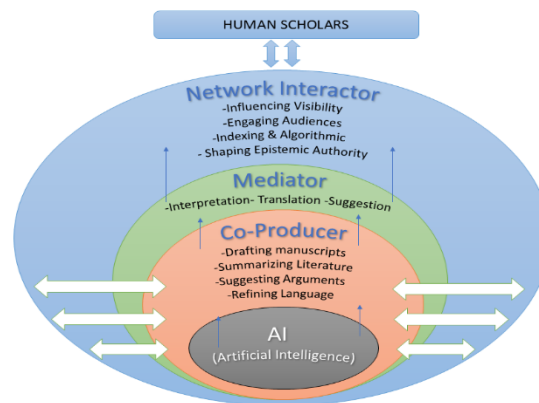 HUMAN SCHOLARS
Network Interactor
-Influencing Visibility
-Engaging Audiences
-Indexing & Algorithmic
- Shaping Epistemic Authority
Mediator
-Interpretation- Translation -Suggestion
Co-Producer
-Drafting manuscripts
-Summarizing Literature
-Suggesting Arguments
-Refining Language
AI
(Artificial Intelligence)